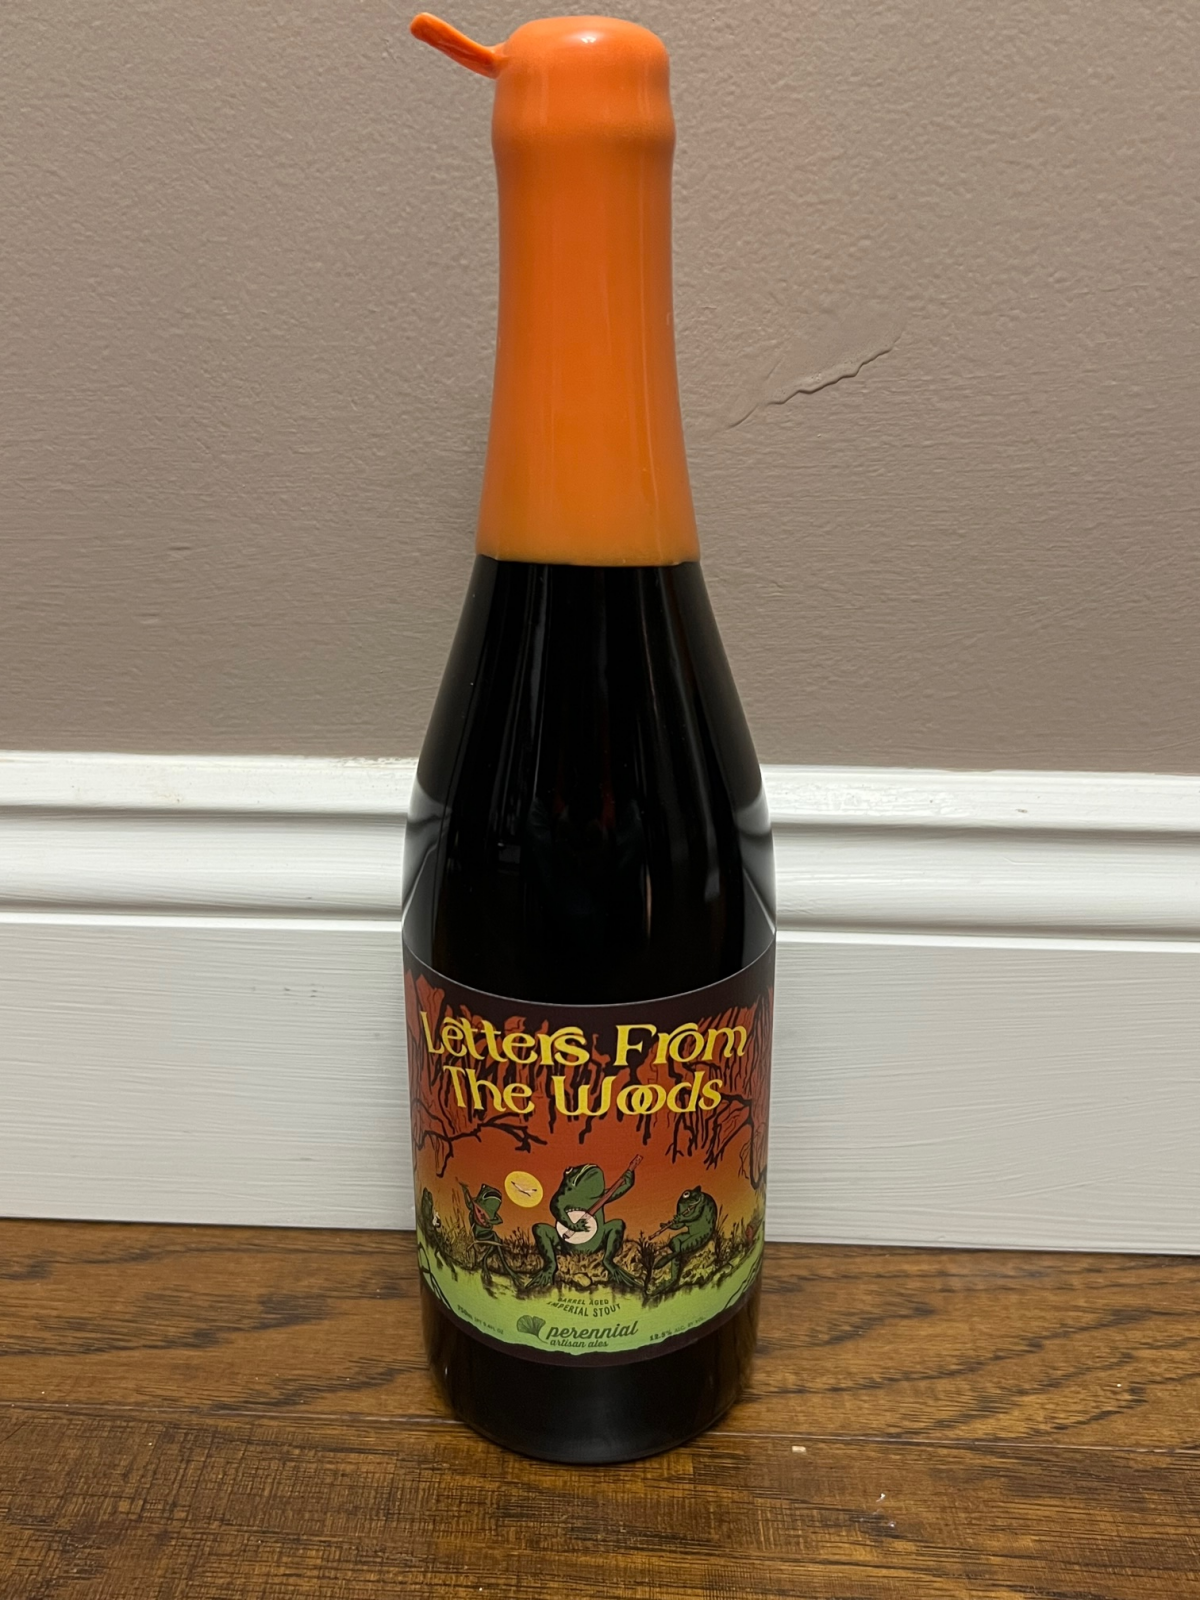 Letters From
The Woods
BARREL AGED
IMPERIAL STOUT
perennial
artisan ales